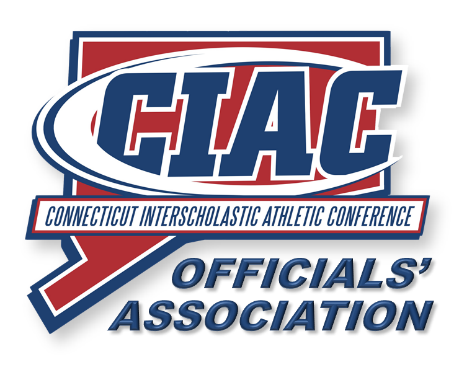 CIAC
CONNECTICUT INTERSCHOLASTIC ATHLETIC CONFERENCE
OFFICIALS'
ASSOCIATION